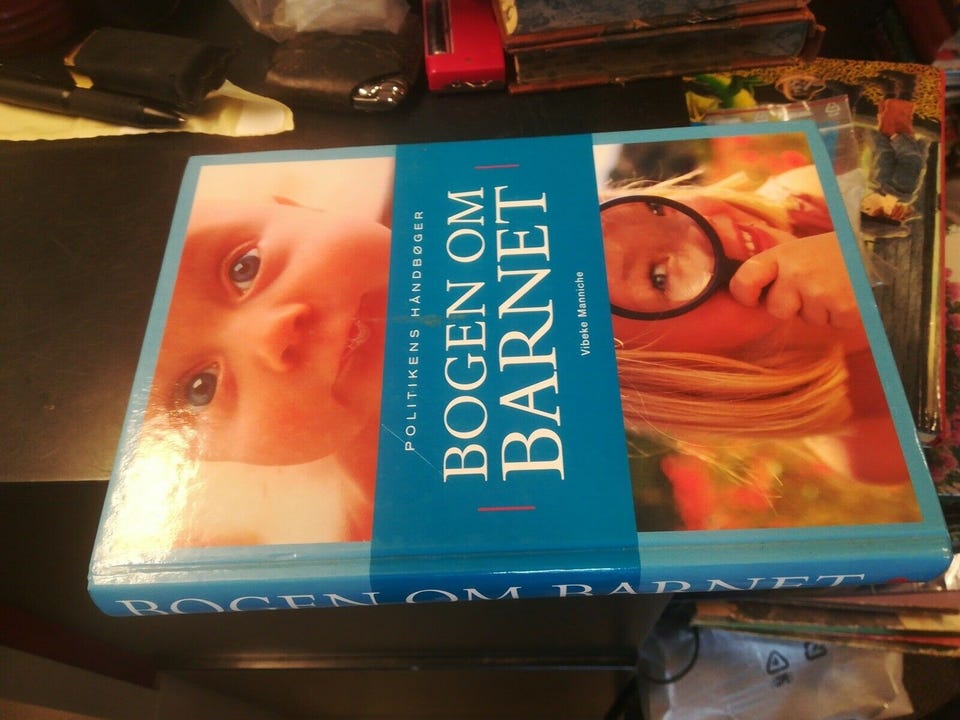 POLITIKENS HÅNDBØGER
BOGEN OM
BARNET
Vibeke Manniche
BOGEN OM BARNET